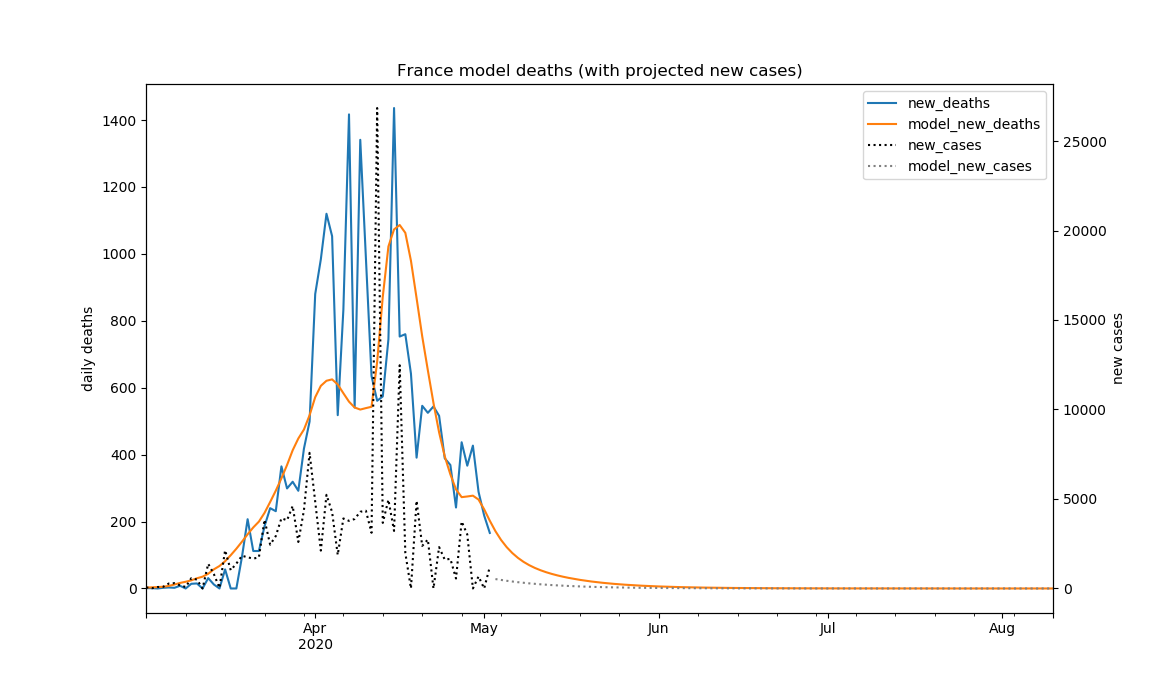 France model deaths (with projected new cases)
new_deaths
model_new_deaths
new_cases
model_new_cases
1400
1200
1000
800
600
400
200
0
daily deaths
25000
20000
15000
10000
5000
0
new cases
Apr
2020
May
Jun
Jul
Aug